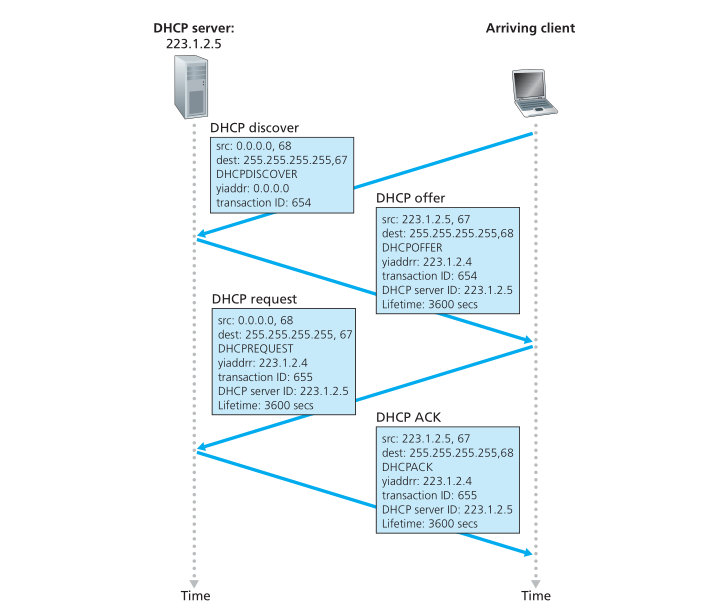 DHCP server:
223.1.2.5
Arriving client
DHCP discover
src: 0.0.0.0, 68
dest: 255.255.255.255,67
DHCPDISCOVER
yiaddr: 0.0.0.0
transaction ID: 654
DHCP offer
src: 223.1.2.5, 67
dest: 255.255.255.255,68
DHCPOFFER
yiaddrr: 223.1.2.4
transaction ID: 654
DHCP server ID: 223.1.2.5
Lifetime: 3600 secs
DHCP request
src: 0.0.0.0, 68
dest: 255.255.255.255, 67
DHCPREQUEST
yiaddrr: 223.1.2.4
transaction ID: 655
DHCP server ID: 223.1.2.5
Lifetime: 3600 secs
DHCP ACK
src: 223.1.2.5, 67
dest: 255.255.255.255,68
DHCPACK
yiaddrr: 223.1.2.4
transaction ID: 655
DHCP server ID: 223.1.2.5
Lifetime: 3600 secs
Time
Time